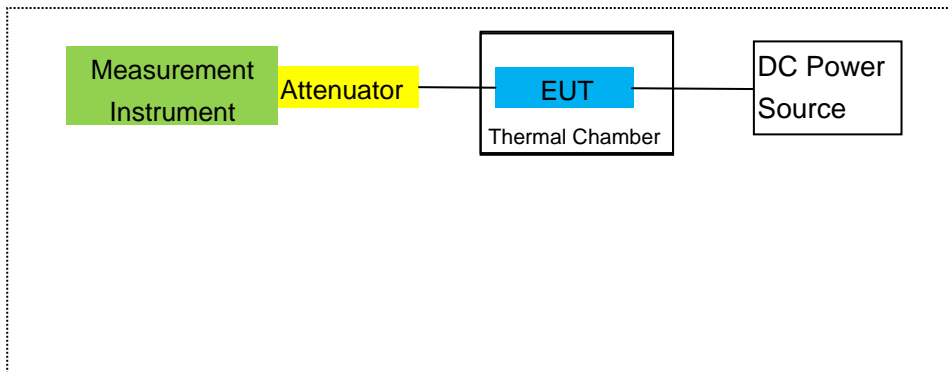 Measurement
Instrument
Attenuator
EUT
Thermal Chamber
DC Power
Source